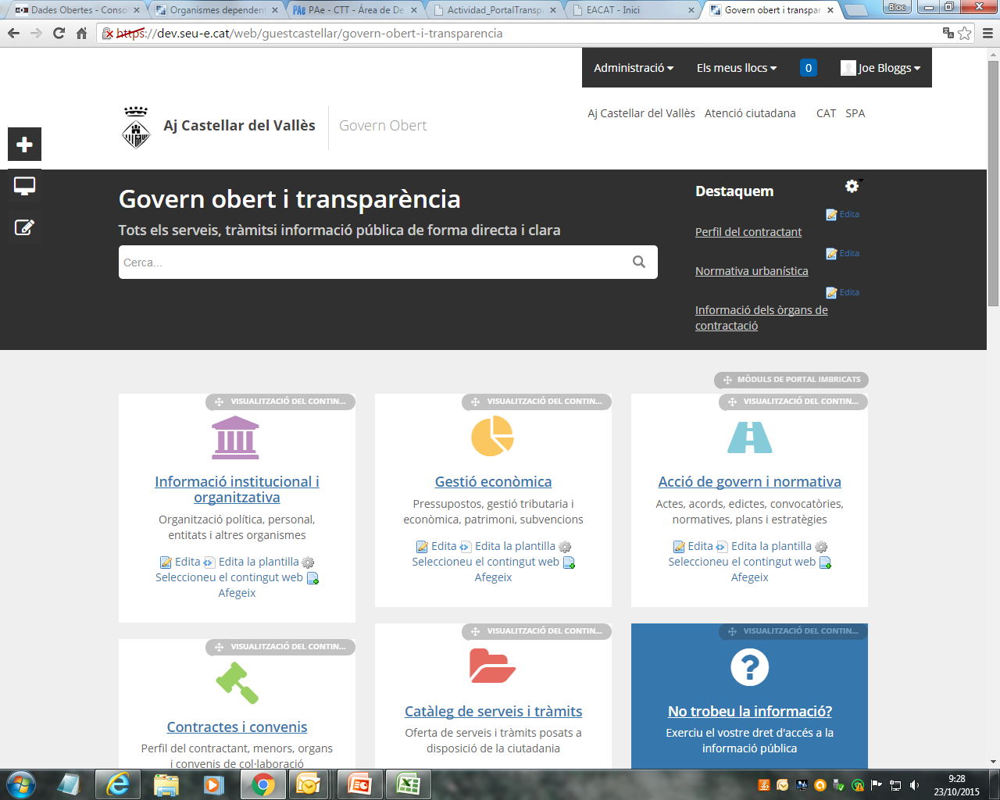 Dades Obertes - Conso
Organismes dependent
PAe - CTT - Área de De
Actividad_PortalTransp
EACAT - Inici
Govern obert i transpar
Bloc
https://dev.seu-e.cat/web/guestcastellar/govern-obert-i-transparencia
Administració
Els meus llocs
0
Joe Bloggs
Aj Castellar del Vallès
Govern Obert
Aj Castellar del Vallès
Atenció ciutadana
CAT
SPA
Govern obert i transparència
Tots els serveis, tràmitsi informació pública de forma directa i clara
Cerca...
Destaquem
Edita
Perfil del contractant
Edita
Normativa urbanística
Edita
Informació dels òrgans de
contractació
MÒDULS DE PORTAL IMBRICATS
VISUALITZACIÓ DEL CONTIN...
Informació institucional i
organitzativa
Organització política, personal,
entitats i altres organismes
Edita Edita la plantilla
Seleccioneu el contingut web
Afegeix
VISUALITZACIÓ DEL CONTIN...
Gestió econòmica
Pressupostos, gestió tributaria i
econòmica, patrimoni, subvencions
Edita Edita la plantilla
Seleccioneu el contingut web
Afegeix
VISUALITZACIÓ DEL CONTIN...
Acció de govern i normativa
Actes, acords, edictes, convocatòries,
normatives, plans i estratègies
Edita Edita la plantilla
Seleccioneu el contingut web
Afegeix
VISUALITZACIÓ DEL CONTIN...
Contractes i convenis
Perfil del contractant, menors, organs
i convenis de col·laboració
VISUALITZACIÓ DEL CONTIN...
Catàleg de serveis i tràmits
Oferta de serveis i tràmits posats a
disposició de la ciutadania
VISUALITZACIÓ DEL CONTIN...
No trobeu la informació?
Exerciu el vostre dret d'accés a la
informació pública
9:28
23/10/2015